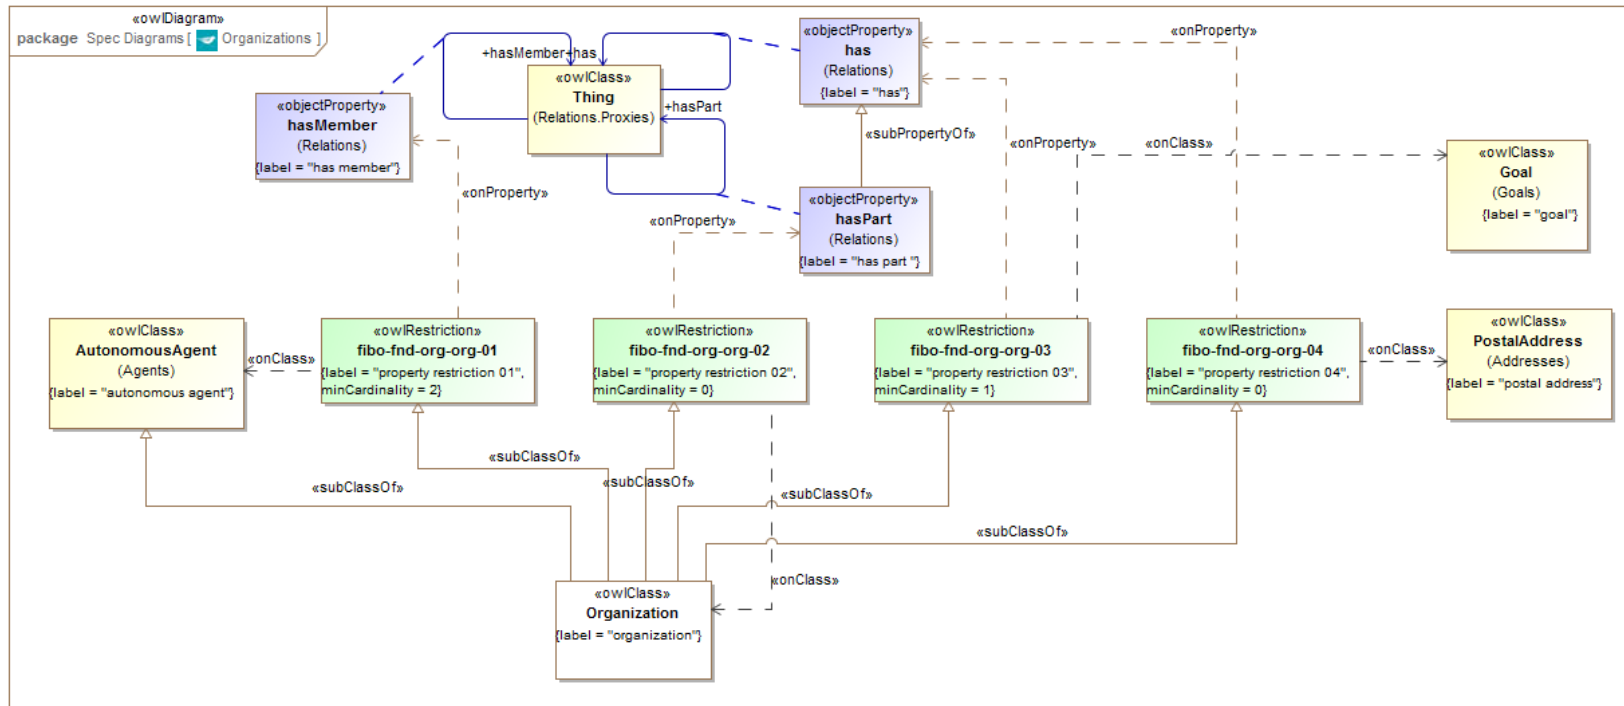 «owlDiagram»
package Spec Diagrams [ Organizations ]
+hasMember
+has
«owlClass»
Thing
(Relations.Proxies)
+hasPart
«objectProperty»
has
(Relations)
{label = "has"}
«onProperty»
«objectProperty»
hasMember
(Relations)
{label = "has member"}
«subPropertyOf»
«onProperty»
«onClass»
«owlClass»
Goal
(Goals)
{label = "goal"}
«onProperty»
«objectProperty»
hasPart
(Relations)
{label = "has part "}
«onProperty»
«owlClass»
AutonomousAgent
(Agents)
{label = "autonomous agent"}
«onClass»
«owlRestriction»
fibo-fnd-org-org-01
{label = "property restriction 01",
minCardinality = 2}
«owlRestriction»
fibo-fnd-org-org-02
{label = "property restriction 02",
minCardinality = 0}
«owlRestriction»
fibo-fnd-org-org-03
{label = "property restriction 03",
minCardinality = 1}
«owlRestriction»
fibo-fnd-org-org-04
{label = "property restriction 04",
minCardinality = 0}
«onClass»
«owlClass»
PostalAddress
(Addresses)
{label = "postal address"}
«subClassOf»
«subClassOf»
«subClassOf»
«subClassOf»
«subClassOf»
«onClass»
«owlClass»
Organization
{label = "organization"}